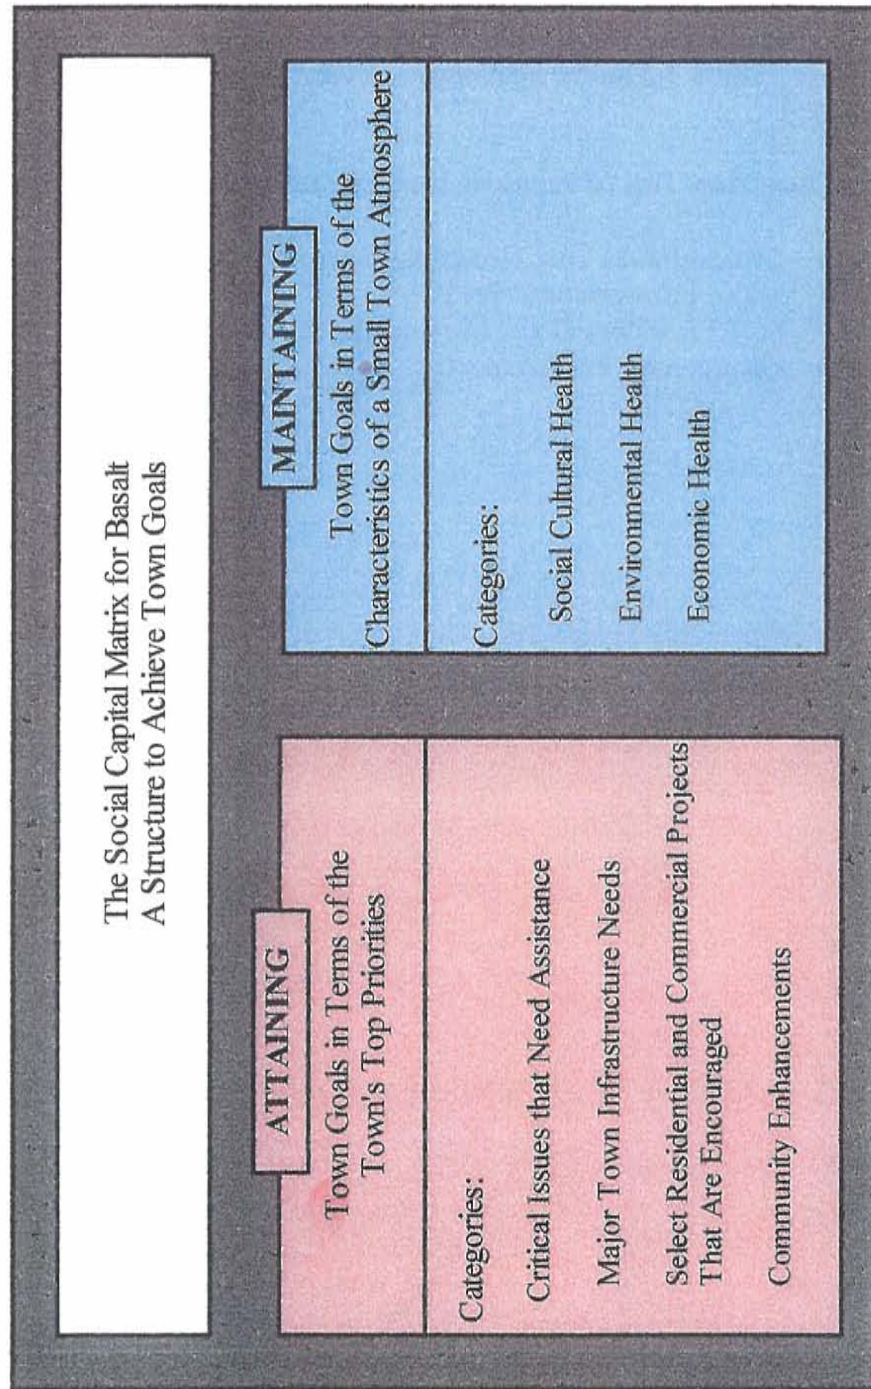 The Social Capital Matrix for Basalt
A Structure to Achieve Town Goals
ATTAINING
Town Goals in Terms of the
Town's Top Priorities
Categories:
Critical Issues that Need Assistance
Major Town Infrastructure Needs
Select Residential and Commercial Projects
That Are Encouraged
Community Enhancements
MAINTAINING
Town Goals in Terms of the
Characteristics of a Small Town Atmosphere
Categories:
Social Cultural Health
Environmental Health
Economic Health